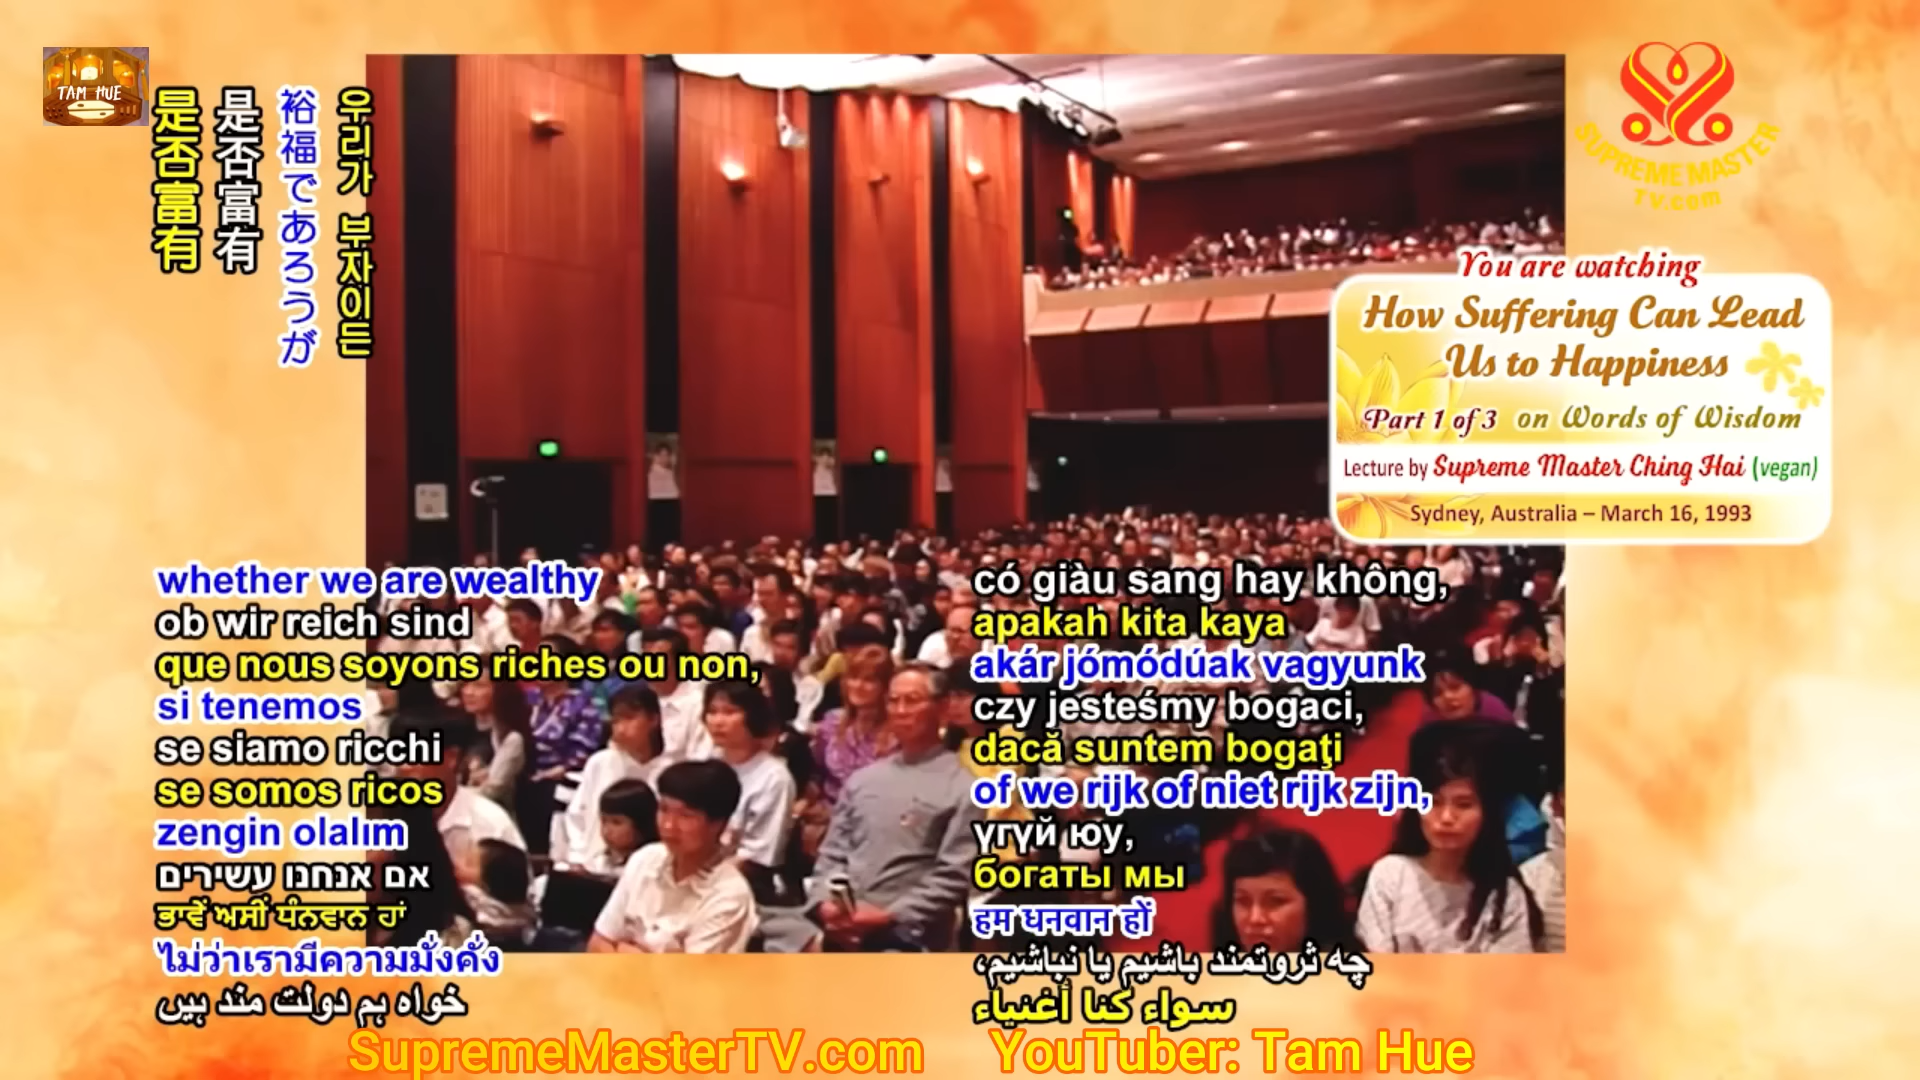 TAM HUE
是否富有
是否富有
裕福であろうが
우리가 부자이든
SUPREME MASTER
TV.com
You are watching
How Suffering Can Lead
Us to Happiness
Part 1 of 3 on Words of Wisdom
Lecture by Supreme Master Ching Hai (vegan)
Sydney, Australia – March 16, 1993
whether we are wealthy
ob wir reich sind
que nous soyons riches ou non,
si tenemos
se siamo ricchi
se somos ricos
zengin olalım
אם אנחנו עשירים
ਭਾਵੇਂ ਅਸੀਂ ਧੰਨਵਾਨ ਹਾਂ
ไม่ว่าเรามีความมั่งคั่ง
خواہ ہم دولت مند ہیں
có giàu sang hay không,
apakah kita kaya
akár jómódúak vagyunk
czy jesteśmy bogaci,
dacă suntem bogaţi
of we rijk of niet rijk zijn,
үгүй юу,
богаты мы
हम धनवान हों
چه ثروتمند باشیم یا نباشیم،
سواء كنا أغنياء
SupremeMasterTV.com YouTuber: Tam Hue